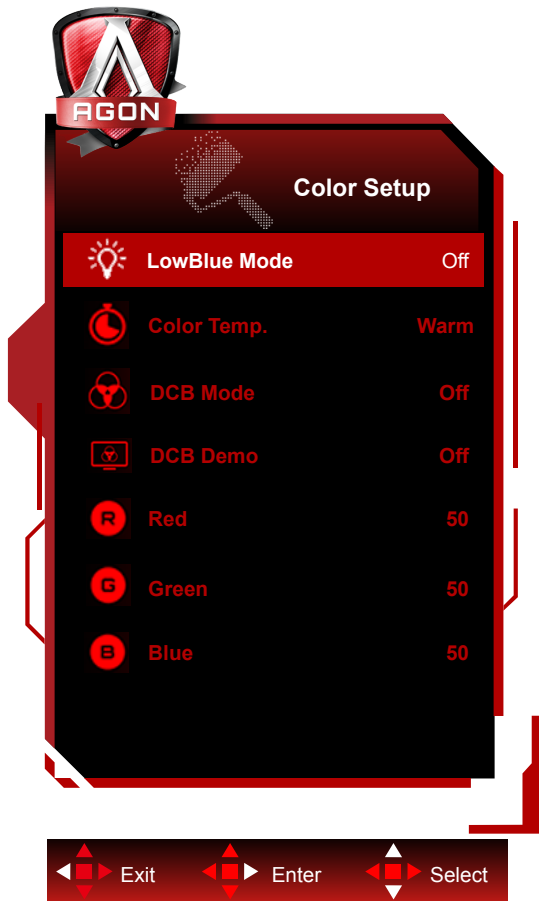 AGON
Color Setup
LowBlue Mode Off
Color Temp. Warm
DCB Mode Off
DCB Demo Off
R Red 50
G Green 50
B Blue 50
Exit Enter Select